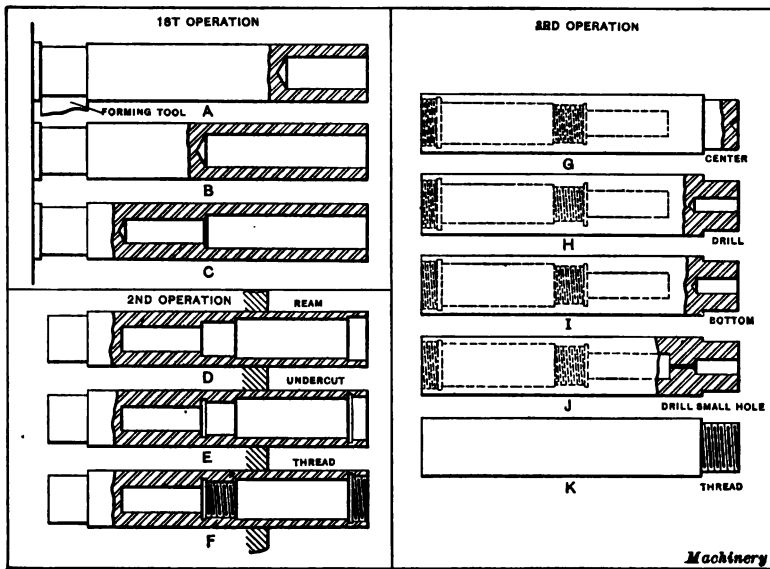 1ST OPERATION
FORMING TOOL
A
B
C
2ND OPERATION
REAM
D
UNDERCUT
E
THREAD
F
3RD OPERATION
CENTER
G
DRILL
H
BOTTOM
I
DRILL SMALL HOLE
J
THREAD
K
Machinery